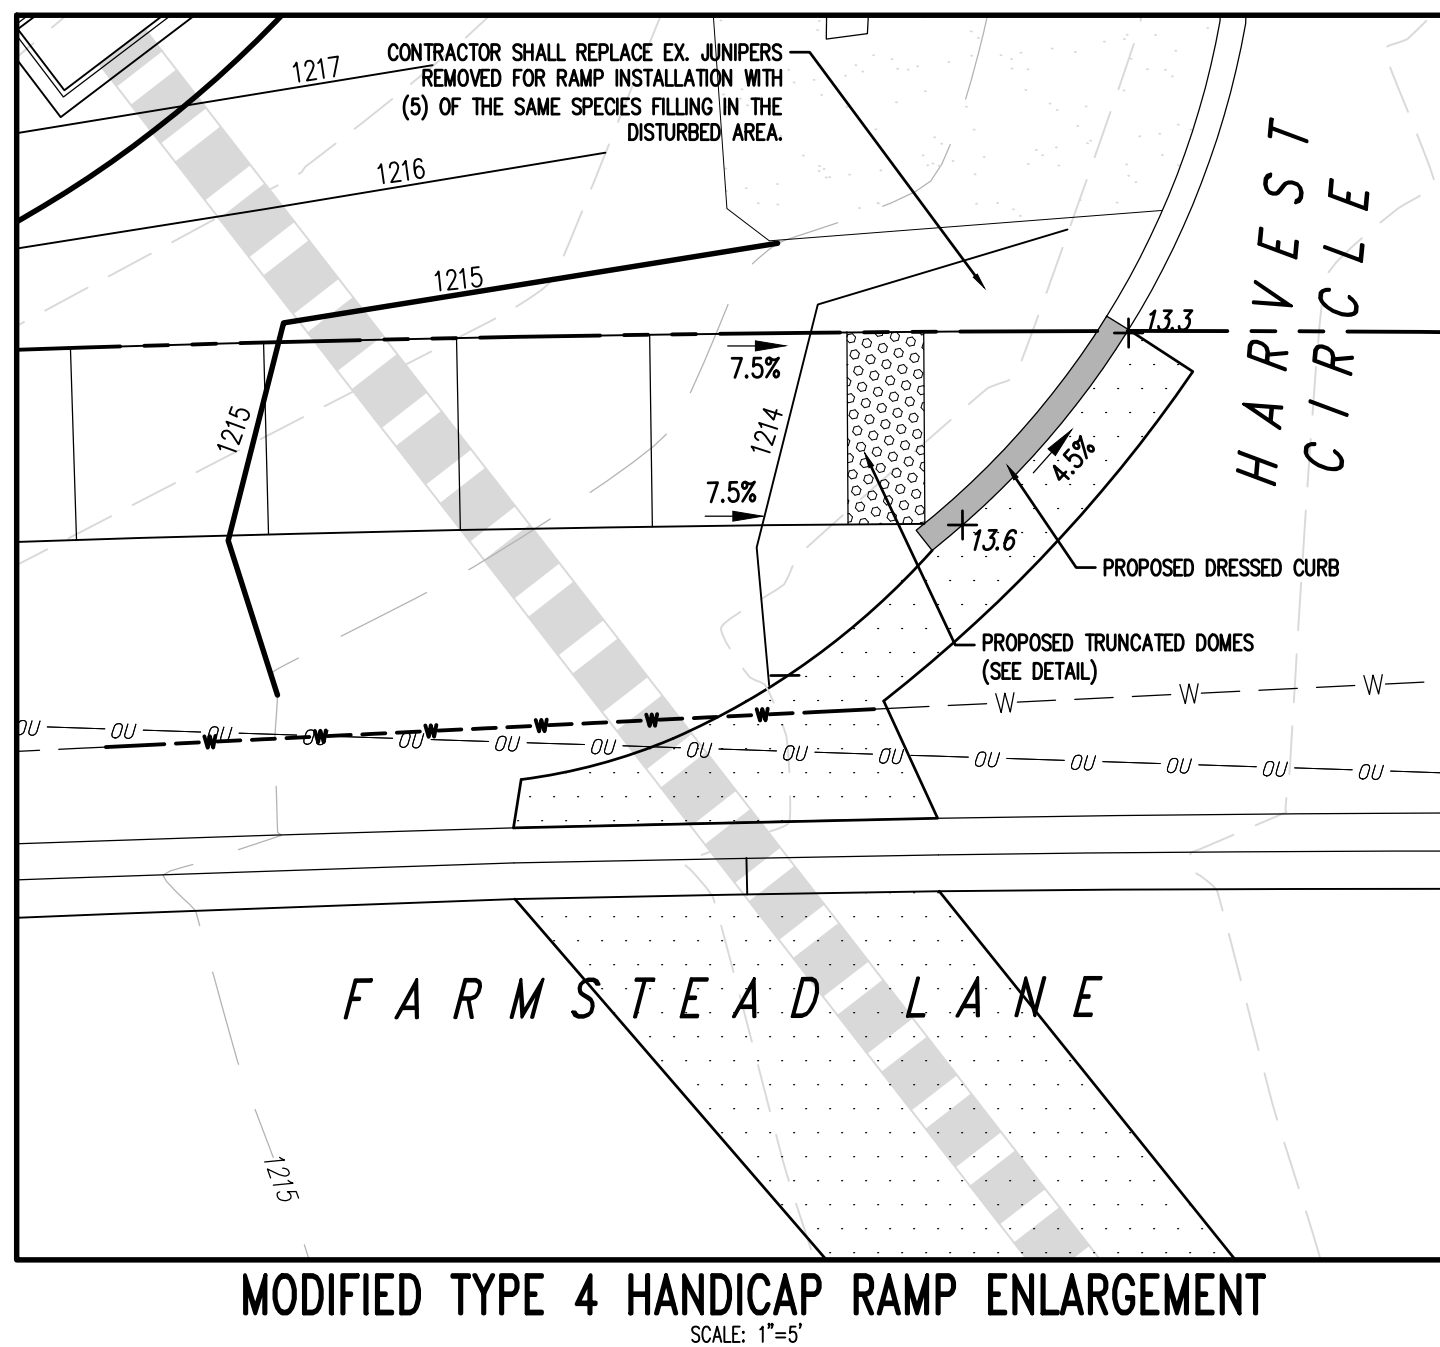 CONTRACTOR SHALL REPLACE EX. JUNIPERS
REMOVED FOR RAMP INSTALLATION WITH
(5) OF THE SAME SPECIES FILLING IN THE
DISTURBED AREA.
1217
1216
1215
HARVEST
CIRCLE
13.3
7.5%
1215
1214
4.5%
7.5%
13.6
PROPOSED DRESSED CURB
PROPOSED TRUNCATED DOMES
(SEE DETAIL)
W W W
W W W W W W
OU OU OU OU OU OU OU OU OU OU OU OU OU OU OU
FARMSTEAD LANE
1215
MODIFIED TYPE 4 HANDICAP RAMP ENLARGEMENT
SCALE: 1"=5'